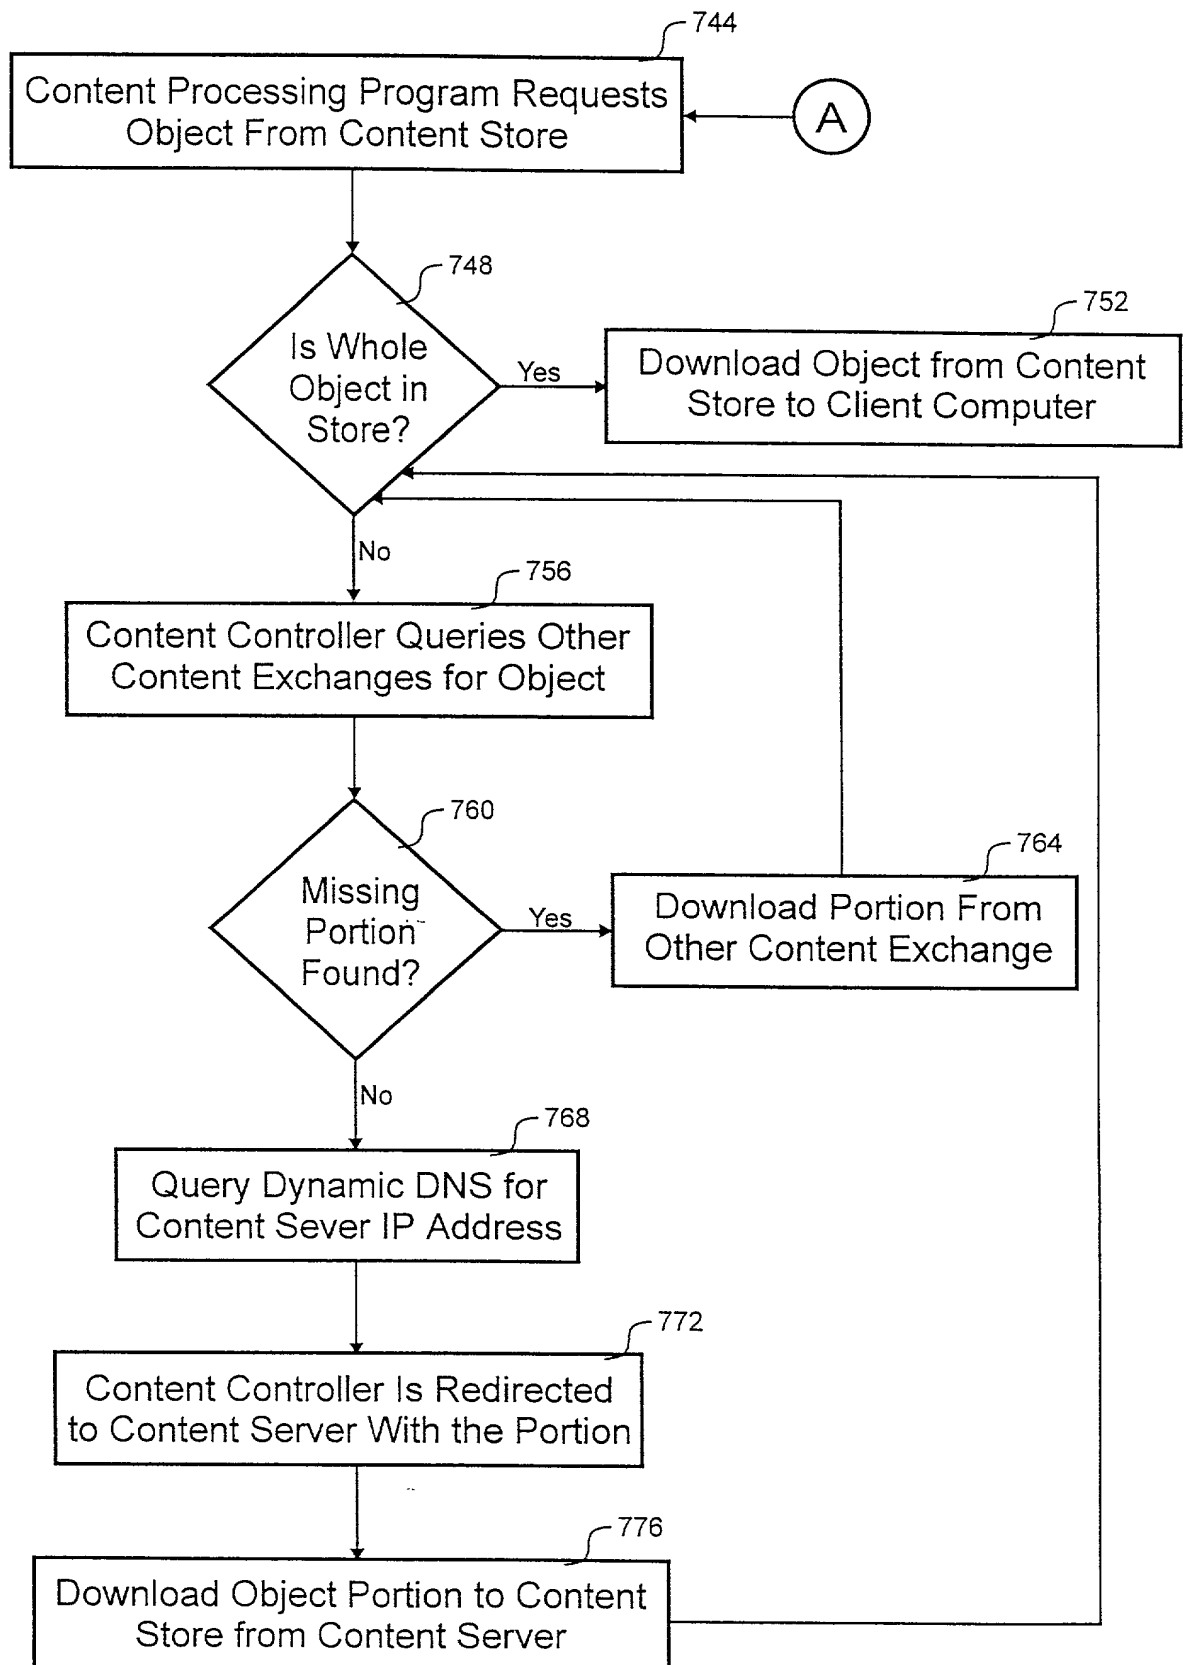 744
Content Processing Program Requests
Object From Content Store
A
748
Is Whole
Object in
Store?
Yes
752
Download Object from Content
Store to Client Computer
No
756
Content Controller Queries Other
Content Exchanges for Object
760
Missing
Portion
Found?
Yes
764
Download Portion From
Other Content Exchange
No
768
Query Dynamic DNS for
Content Sever IP Address
772
Content Controller Is Redirected
to Content Server With the Portion
776
Download Object Portion to Content
Store from Content Server